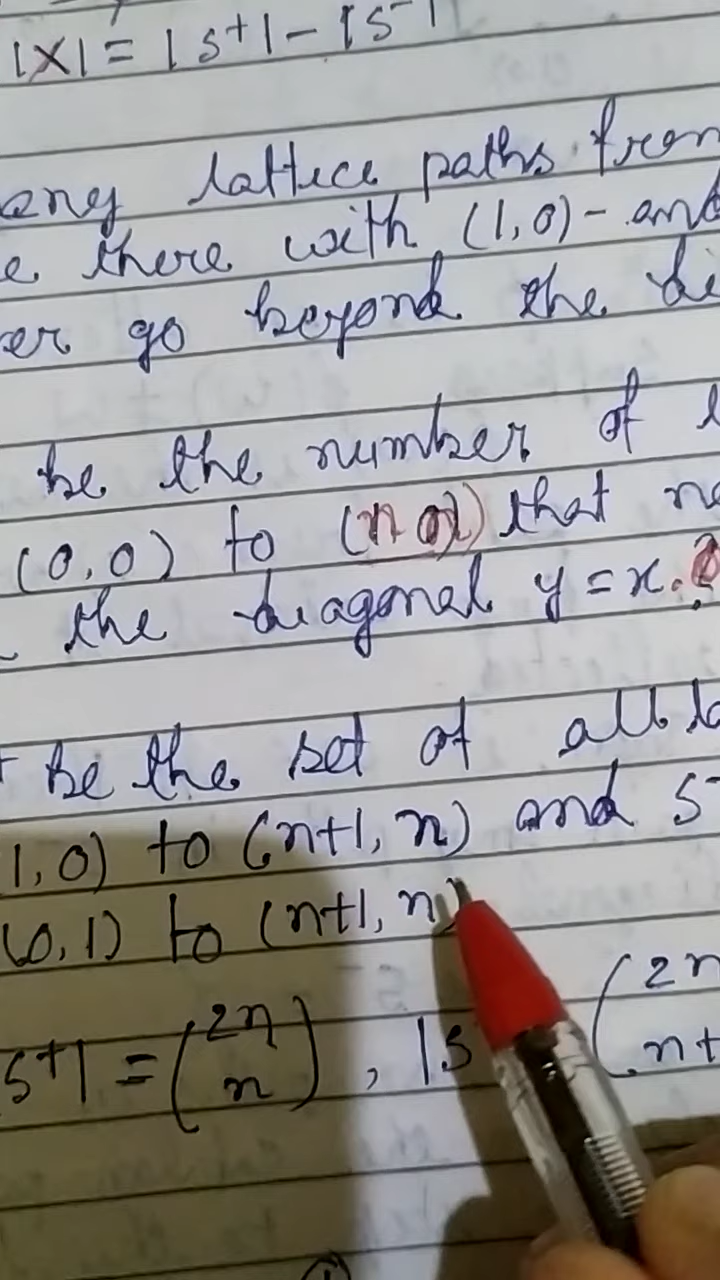 |X| = |S⁺| - |S⁻|
lattice paths from
there with (1,0) - and
go beyond the
be the number of
(0,0) to (n, n) that
the diagonal y = x.
be the set of all
1,0) to (n+1, n) and S⁻
(0,1) to (n+1, n)
S⁺| = (2n n), |S (2n n+